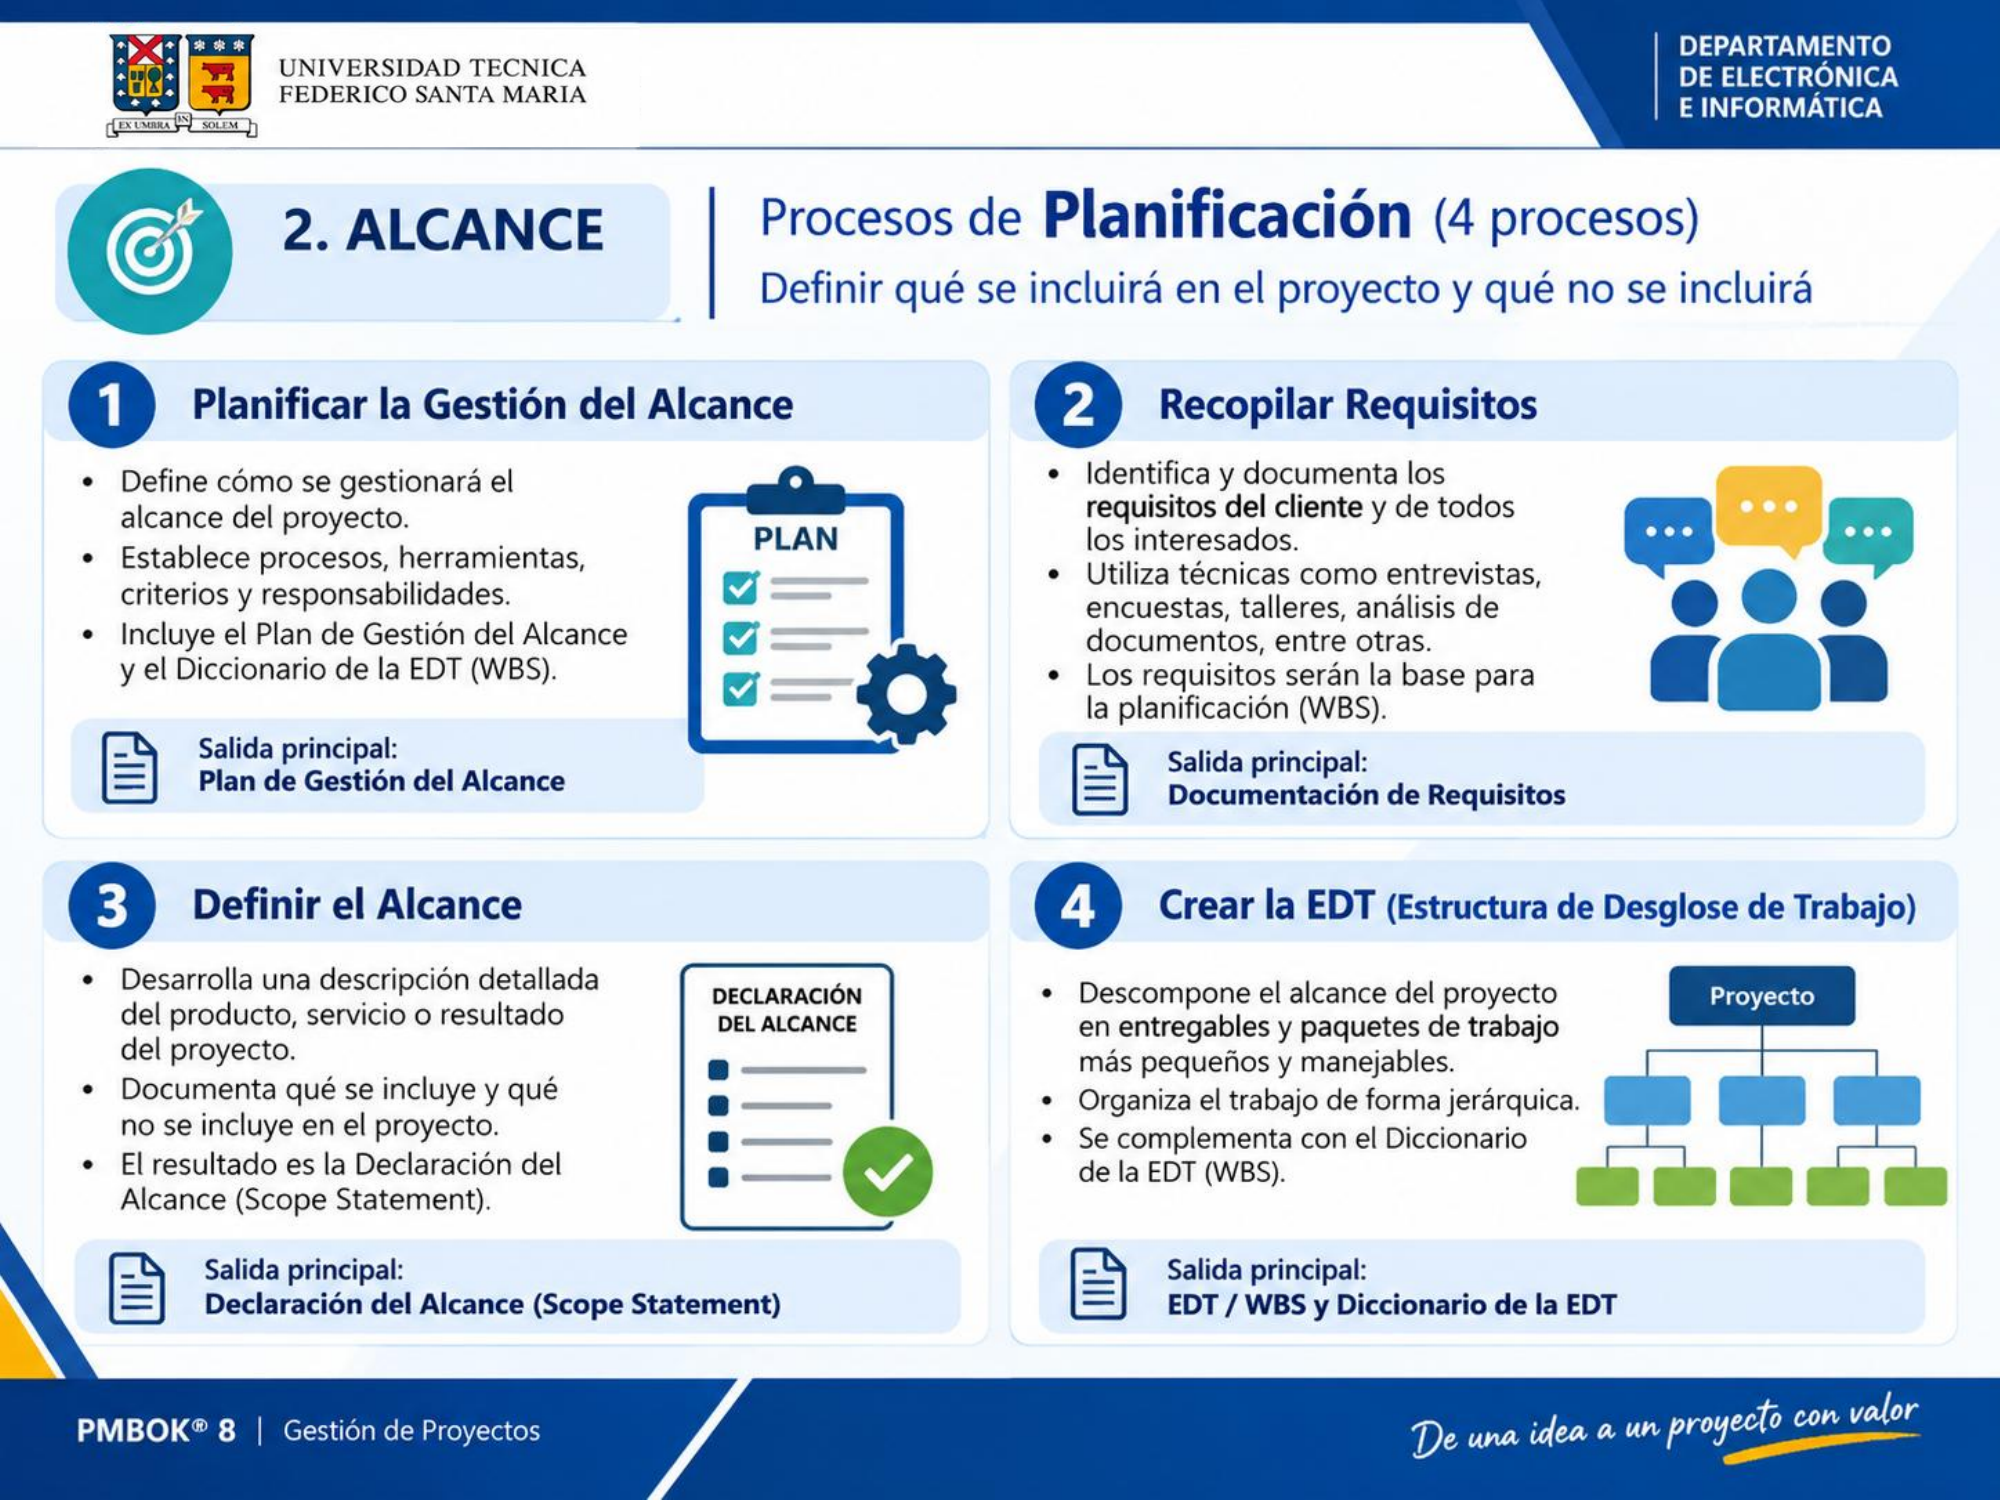 UNIVERSIDAD TECNICA
FEDERICO SANTA MARIA
EX UMBRA IN SOLEM
DEPARTAMENTO
DE ELECTRÓNICA
E INFORMÁTICA
2. ALCANCE
Procesos de Planificación (4 procesos)
Definir qué se incluirá en el proyecto y qué no se incluirá
1 Planificar la Gestión del Alcance
• Define cómo se gestionará el
alcance del proyecto.
• Establece procesos, herramientas,
criterios y responsabilidades.
• Incluye el Plan de Gestión del Alcance
y el Diccionario de la EDT (WBS).
PLAN
Salida principal:
Plan de Gestión del Alcance
2 Recopilar Requisitos
• Identifica y documenta los
requisitos del cliente y de todos
los interesados.
• Utiliza técnicas como entrevistas,
encuestas, talleres, análisis de
documentos, entre otras.
• Los requisitos serán la base para
la planificación (WBS).
Salida principal:
Documentación de Requisitos
3 Definir el Alcance
• Desarrolla una descripción detallada
del producto, servicio o resultado
del proyecto.
• Documenta qué se incluye y qué
no se incluye en el proyecto.
• El resultado es la Declaración del
Alcance (Scope Statement).
DECLARACIÓN
DEL ALCANCE
Salida principal:
Declaración del Alcance (Scope Statement)
4 Crear la EDT (Estructura de Desglose de Trabajo)
• Descompone el alcance del proyecto
en entregables y paquetes de trabajo
más pequeños y manejables.
• Organiza el trabajo de forma jerárquica.
• Se complementa con el Diccionario
de la EDT (WBS).
Proyecto
Salida principal:
EDT / WBS y Diccionario de la EDT
PMBOK® 8 | Gestión de Proyectos
De una idea a un proyecto con valor